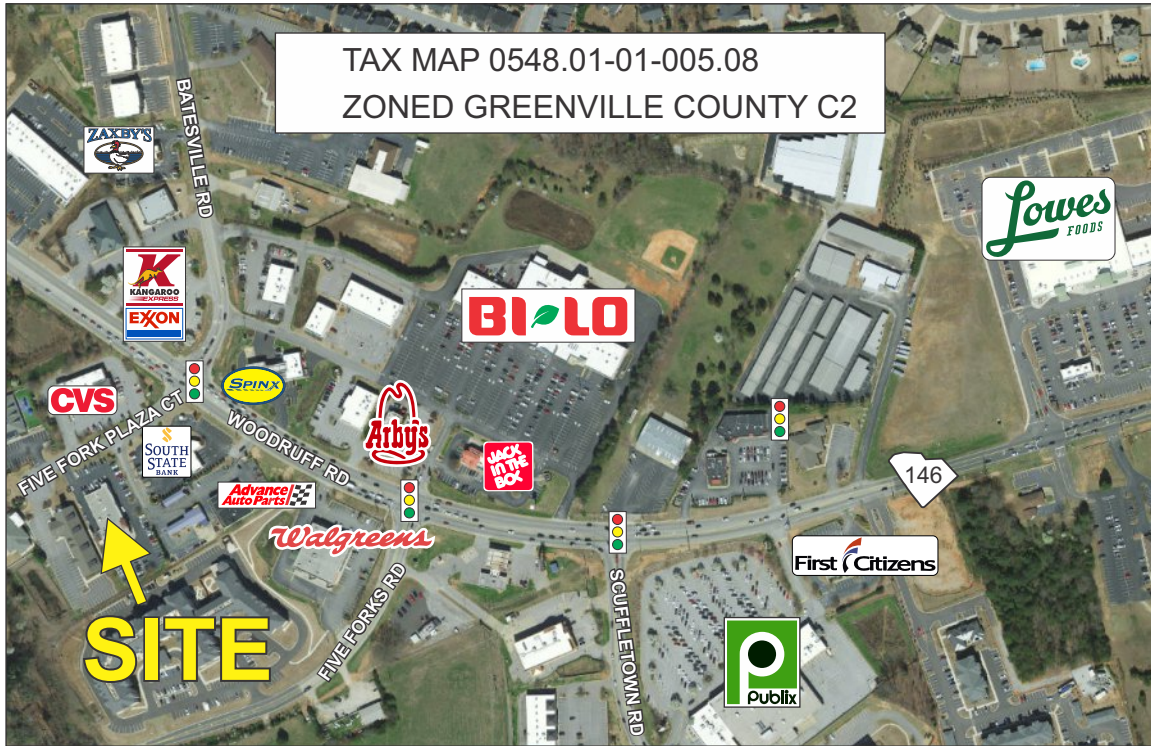 TAX MAP 0548.01-01-005.08
ZONED GREENVILLE COUNTY C2
BATESVILLE RD
ZAXBY'S
Lowes
FOODS
K
KANGAROO
EXPRESS
EXXON
BI-LO
SPINX
CVS
FIVE FORK PLAZA CT
WOODRUFF RD
Arby's
SOUTH
STATE
BANK
JACK
IN THE
BOX
146
Advance
Auto Parts
Walgreens
First Citizens
SITE
FIVE FORKS RD
SCUFFLETOWN RD
p
Publix